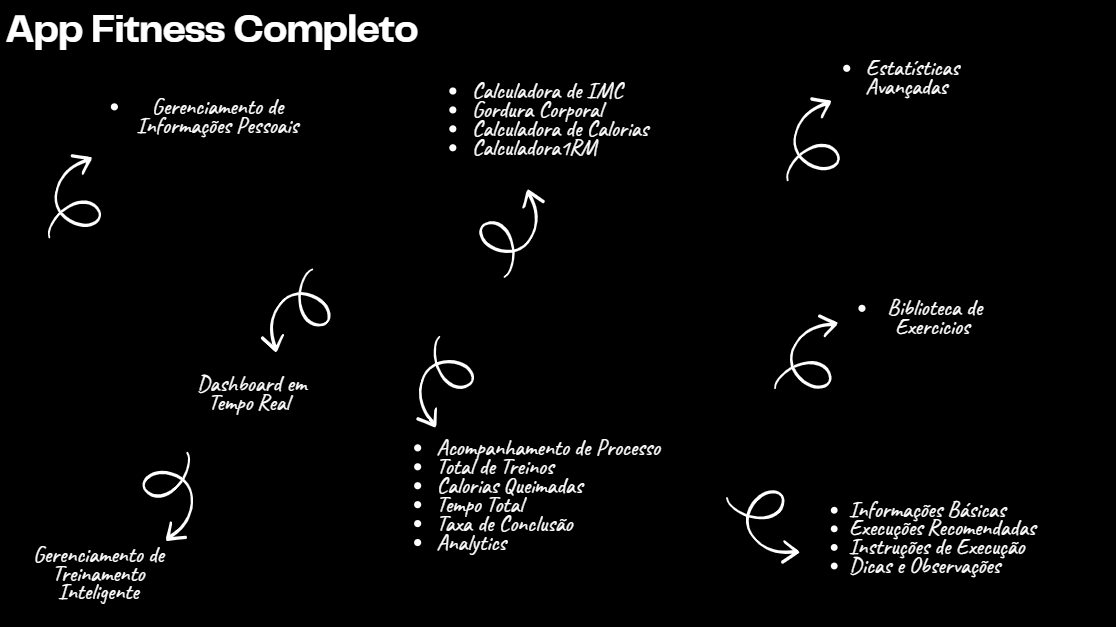 App Fitness Completo
• Gerenciamento de
Informações Pessoais
• Calculadora de IMC
• Gordura Corporal
• Calculadora de Calorias
• Calculadora1RM
• Estatísticas
Avançadas
Dashboard em
Tempo Real
• Biblioteca de
Exercicios
Gerenciamento de
Treinamento
Inteligente
• Acompanhamento de Processo
• Total de Treinos
• Calorias Queimadas
• Tempo Total
• Taxa de Conclusão
• Analytics
• Informações Básicas
• Execuções Recomendadas
• Instruções de Execução
• Dicas e Observações